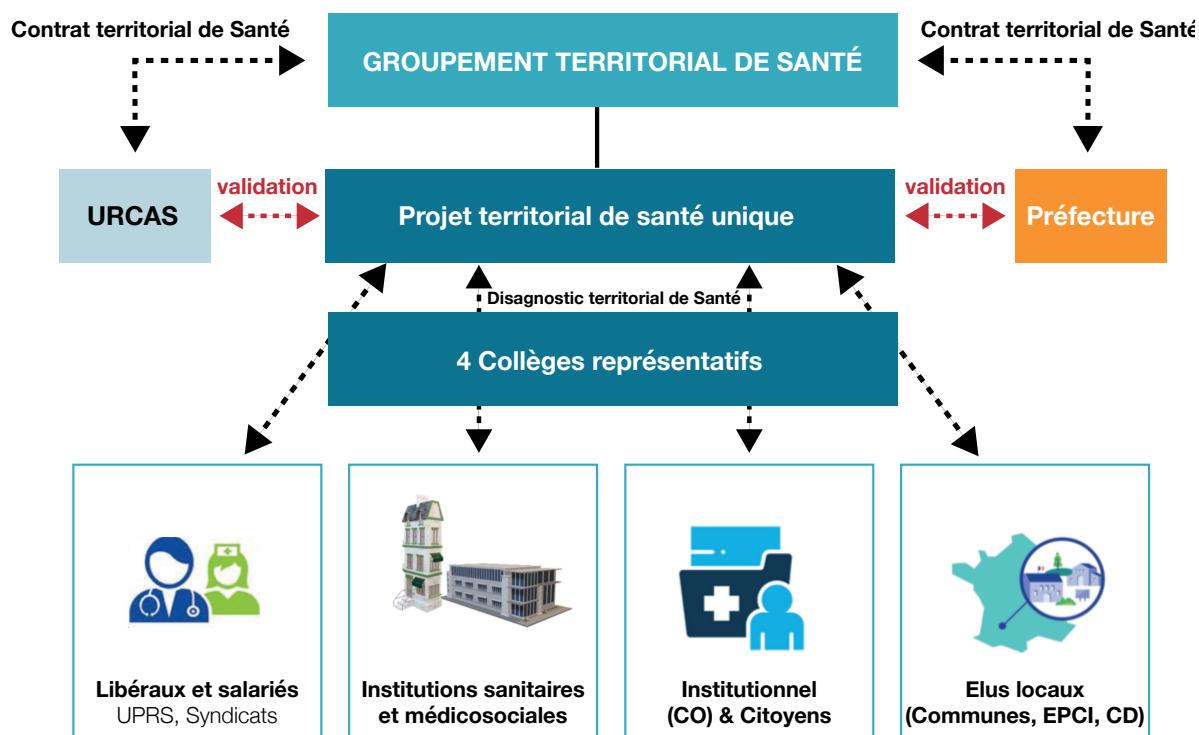 Contrat territorial de Santé
Contrat territorial de Santé
GROUPEMENT TERRITORIAL DE SANTÉ
URCAS
validation
Projet territorial de santé unique
validation
Préfecture
Disagnostic territorial de Santé
4 Collèges représentatifs
Libéraux et salariés
UPRS, Syndicats
Institutions sanitaires
et médicosociales
Institutionnel
(CO) & Citoyens
Elus locaux
(Communes, EPCI, CD)